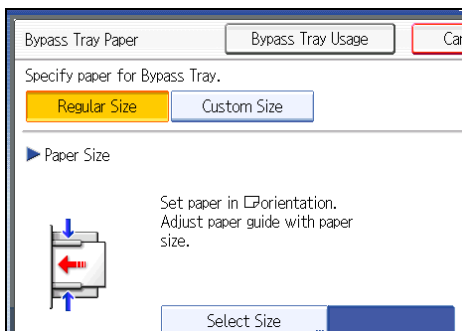 Bypass Tray Paper
Bypass Tray Usage
Specify paper for Bypass Tray.
Regular Size
Custom Size
Paper Size
Set paper in orientation.
Adjust paper guide with paper
size.
Select Size